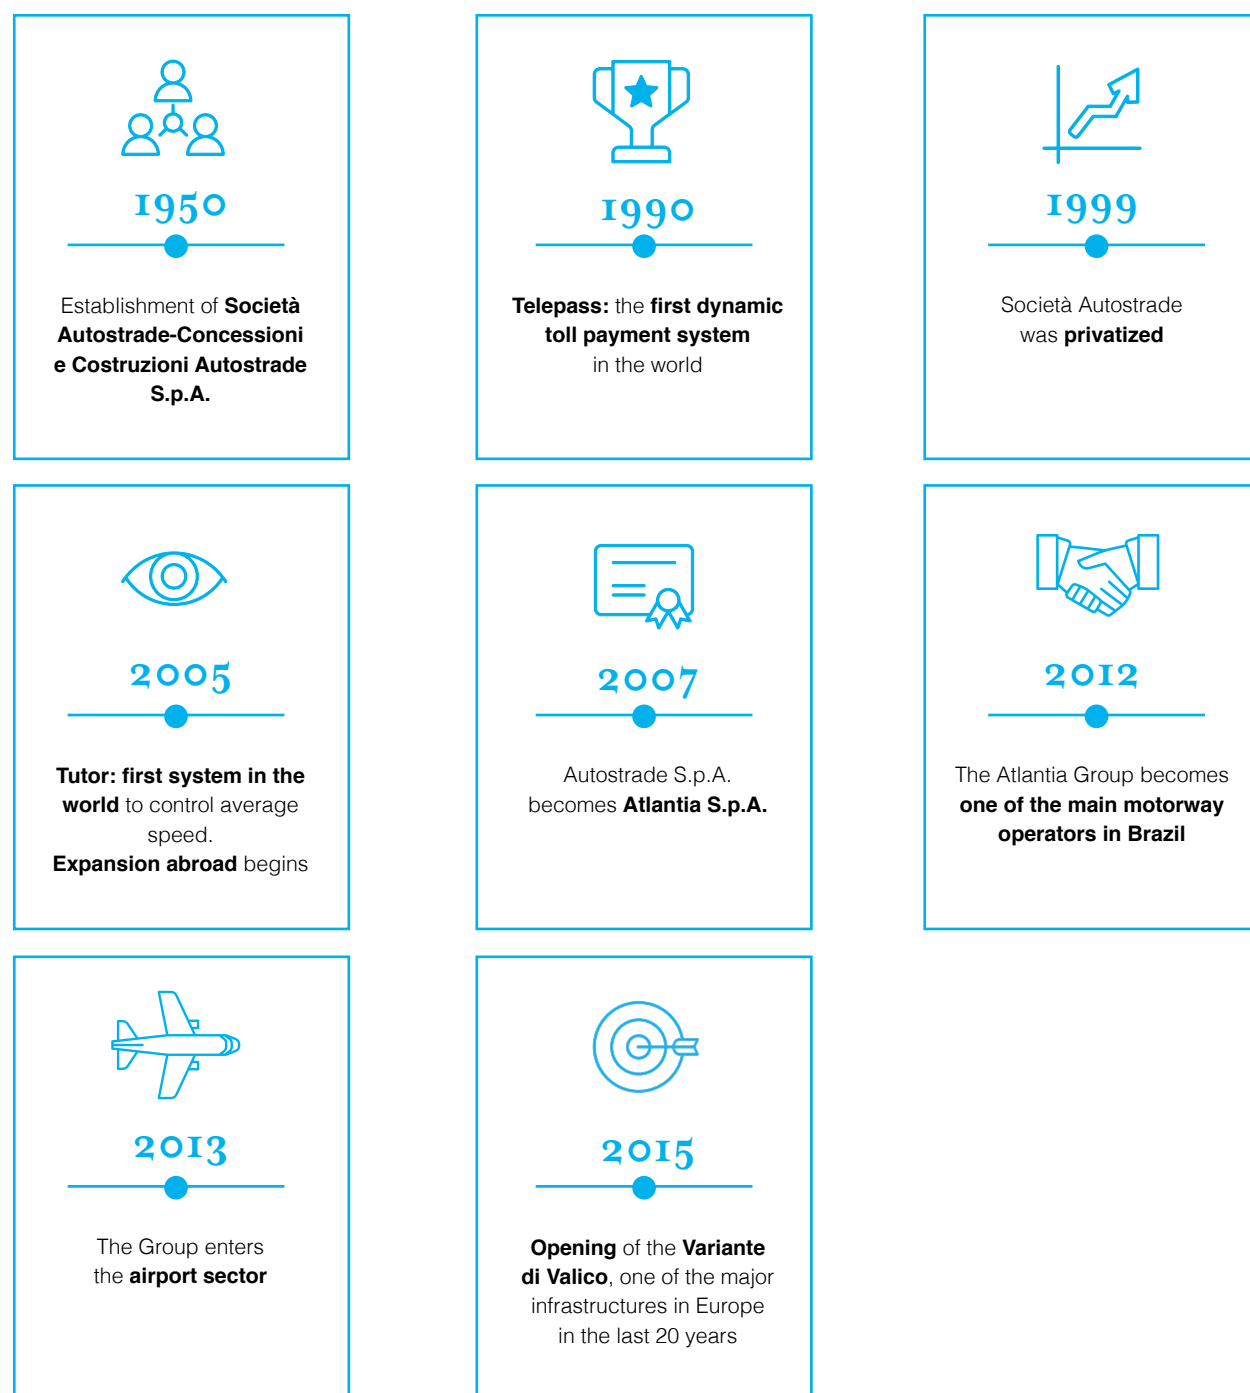 1950
Establishment of Società
Autostrade-Concessioni
e Costruzioni Autostrade
S.p.A.
1990
Telepass: the first dynamic
toll payment system
in the world
1999
Società Autostrade
was privatized
2005
Tutor: first system in the
world to control average
speed.
Expansion abroad begins
2007
Autostrade S.p.A.
becomes Atlantia S.p.A.
2012
The Atlantia Group becomes
one of the main motorway
operators in Brazil
2013
The Group enters
the airport sector
2015
Opening of the Variante
di Valico, one of the major
infrastructures in Europe
in the last 20 years